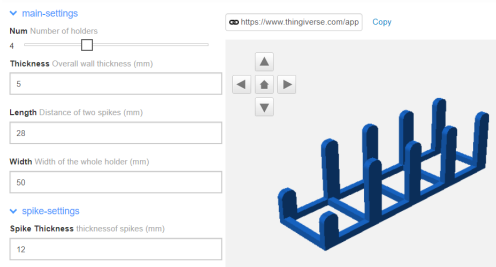 main-settings
Num Number of holders
4
Thickness Overall wall thickness (mm)
5
Length Distance of two spikes (mm)
28
Width Width of the whole holder (mm)
50
spike-settings
Spike Thickness thicknessof spikes (mm)
12
https://www.thingiverse.com/app Copy